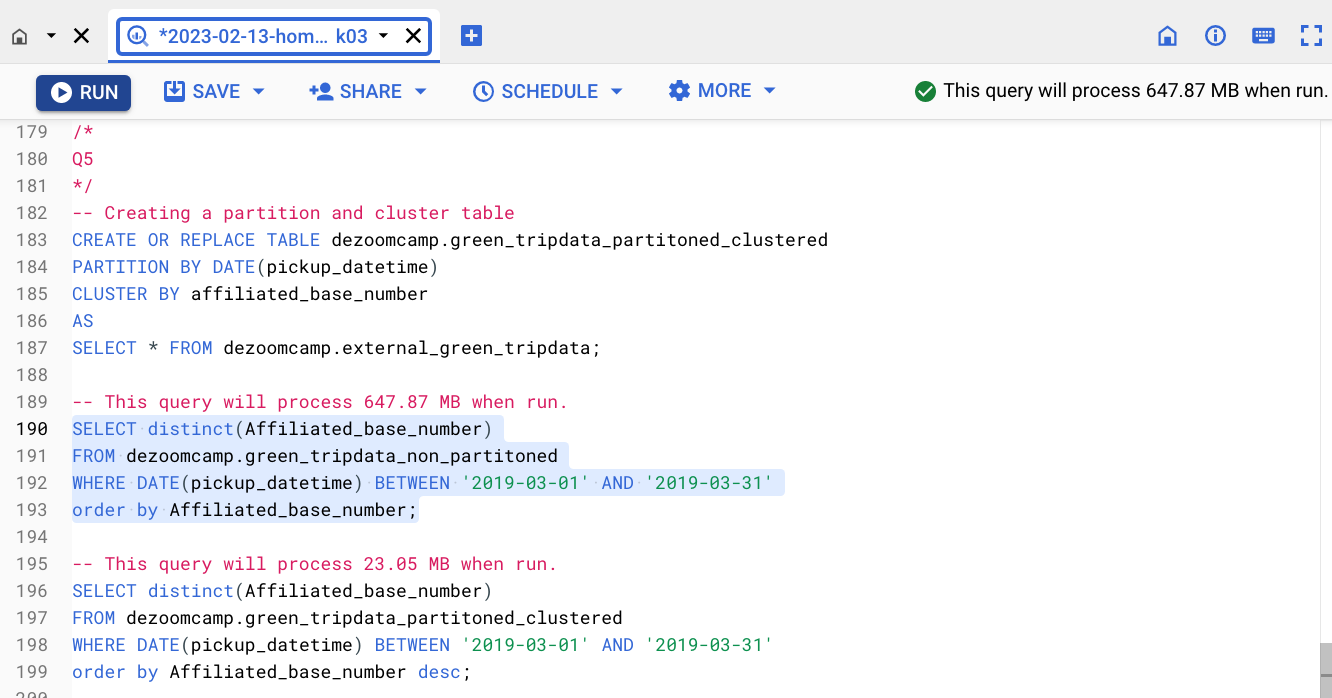 *2023-02-13-hom... k03
RUN
SAVE
SHARE
SCHEDULE
MORE
This query will process 647.87 MB when run.
179 /*
180 Q5
181 */
182 -- Creating a partition and cluster table
183 CREATE OR REPLACE TABLE dezoomcamp.green_tripdata_partitoned_clustered
184 PARTITION BY DATE(pickup_datetime)
185 CLUSTER BY affiliated_base_number
186 AS
187 SELECT * FROM dezoomcamp.external_green_tripdata;
188
189 -- This query will process 647.87 MB when run.
190 SELECT distinct(Affiliated_base_number)
191 FROM dezoomcamp.green_tripdata_non_partitoned
192 WHERE DATE(pickup_datetime) BETWEEN '2019-03-01' AND '2019-03-31'
193 order by Affiliated_base_number;
194
195 -- This query will process 23.05 MB when run.
196 SELECT distinct(Affiliated_base_number)
197 FROM dezoomcamp.green_tripdata_partitoned_clustered
198 WHERE DATE(pickup_datetime) BETWEEN '2019-03-01' AND '2019-03-31'
199 order by Affiliated_base_number desc;
200